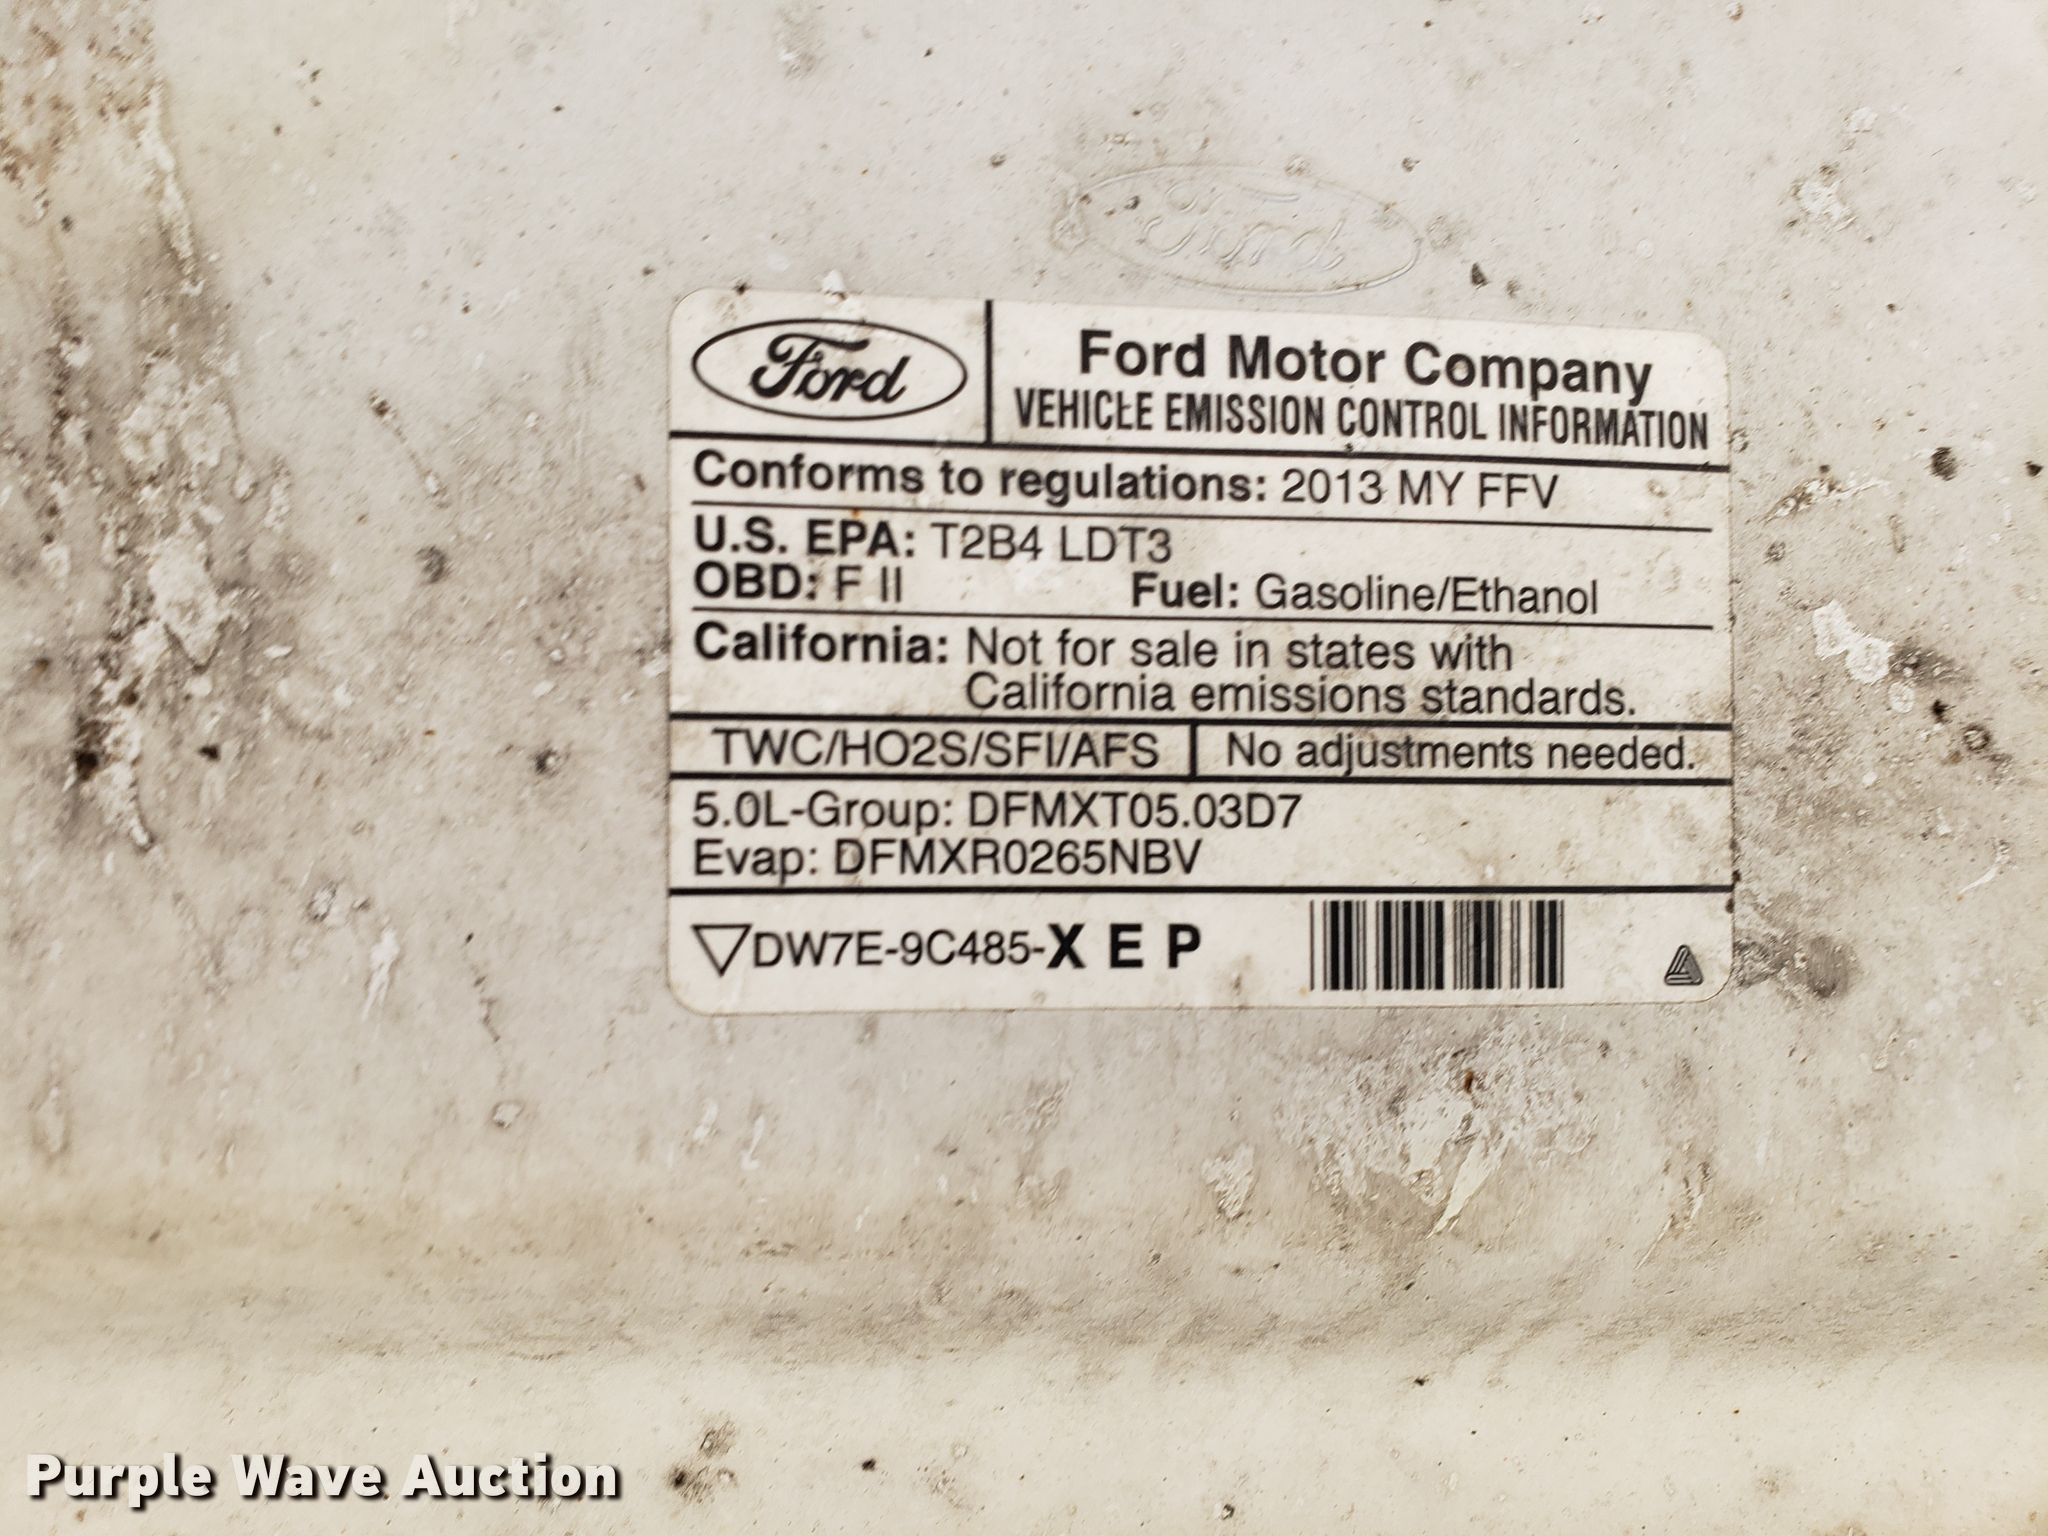 Ford
Ford
Ford Motor Company
VEHICLE EMISSION CONTROL INFORMATION
Conforms to regulations: 2013 MY FFV
U.S. EPA: T2B4 LDT3
OBD: F II Fuel: Gasoline/Ethanol
California: Not for sale in states with
California emissions standards.
TWC/HO2S/SFI/AFS No adjustments needed.
5.0L-Group: DFMXT05.03D7
Evap: DFMXR0265NBV
DW7E-9C485-X E P
Purple Wave Auction